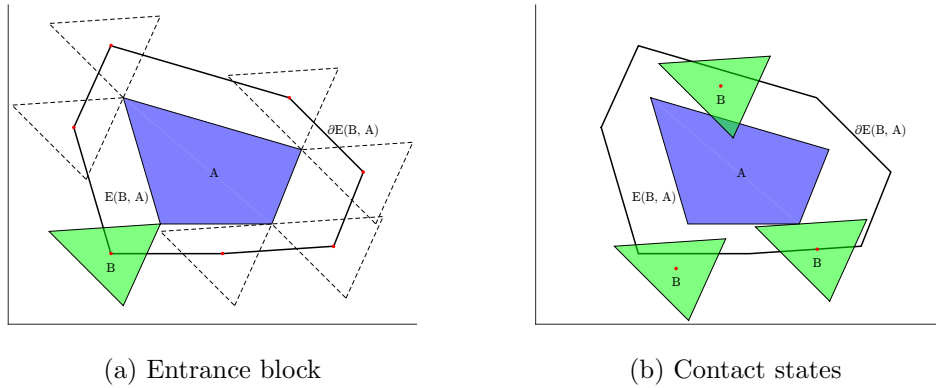 ∂E(B, A)
A
E(B, A)
B
(a) Entrance block
B
∂E(B, A)
A
E(B, A)
B
B
(b) Contact states